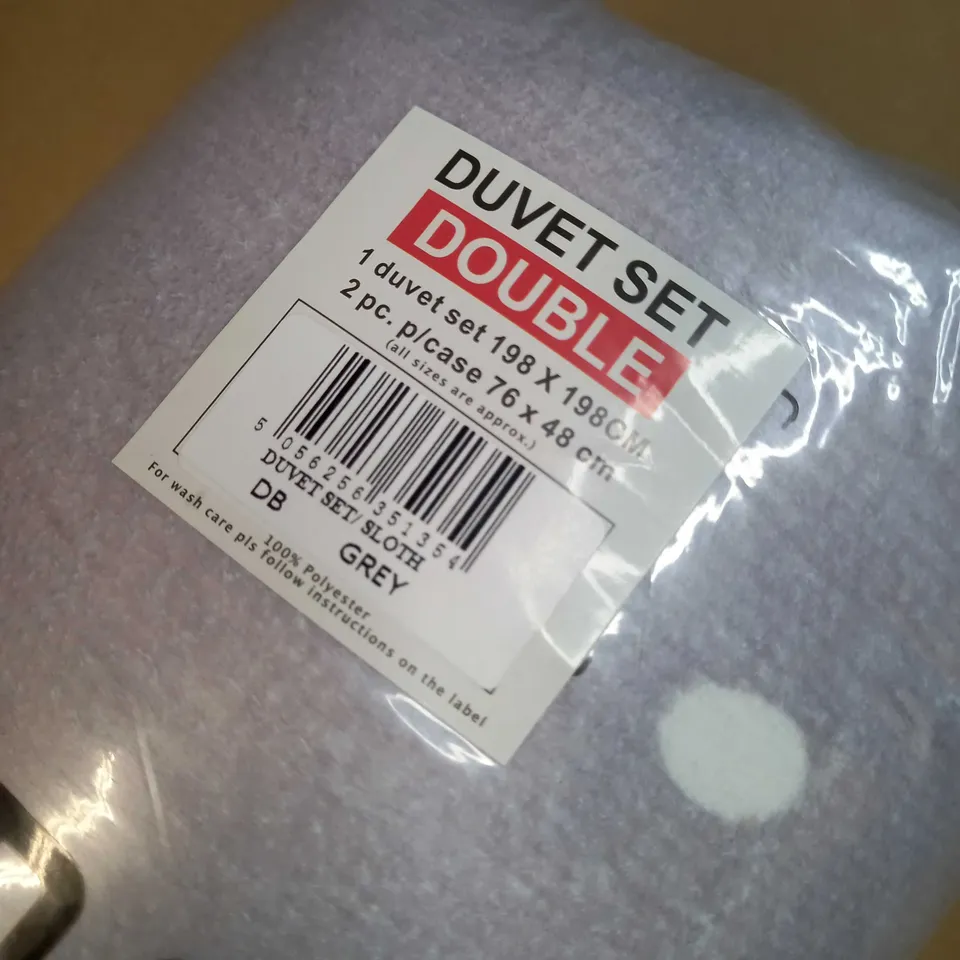 DUVET SET
DOUBLE
1 duvet set 198 X 198CM
2 pc. p/case 76 x 48 cm
(all sizes are approx.)
5 056256 351354
DUVET SET/ SLOTH
DB GREY
100% Polyester
For wash care pls follow instructions on the label